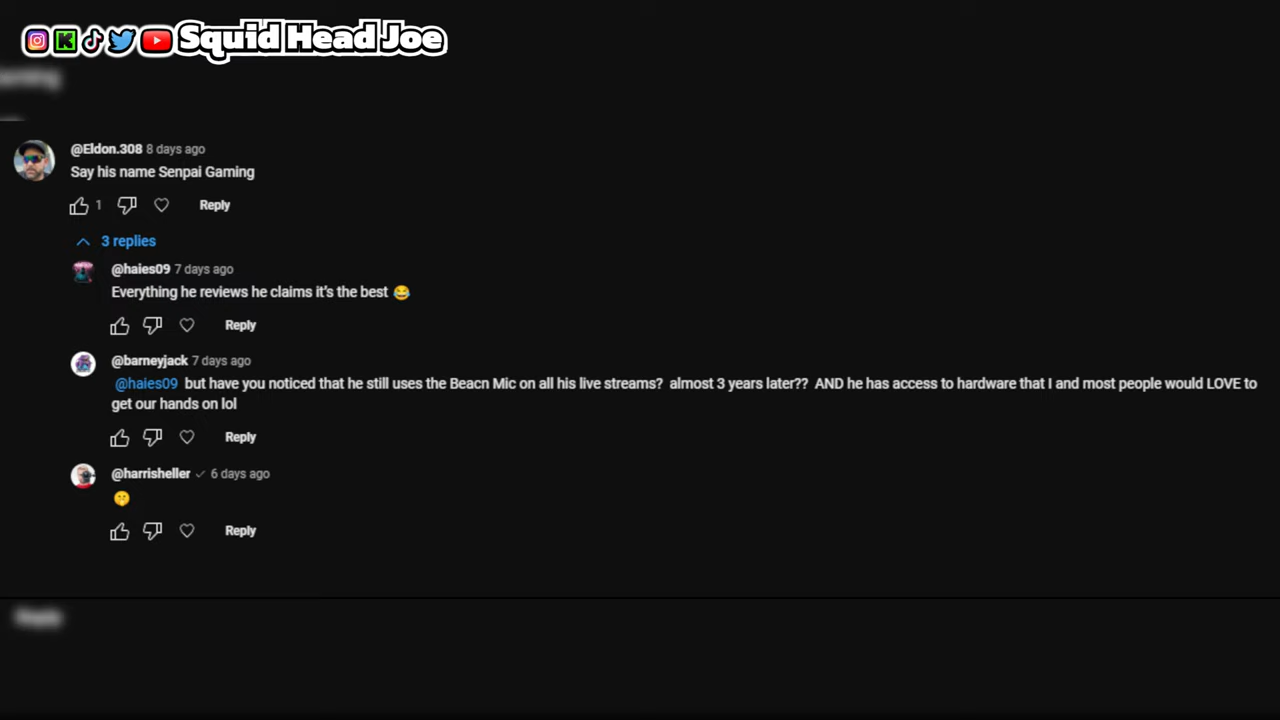 Squid Head Joe
@Eldon.308 8 days ago
Say his name Senpai Gaming
1 Reply
3 replies
@haies09 7 days ago
Everything he reviews he claims it's the best 😂
Reply
@barneyjack 7 days ago
@haies09 but have you noticed that he still uses the Beacn Mic on all his live streams? almost 3 years later?? AND he has access to hardware that I and most people would LOVE to
get our hands on lol
Reply
@harrisheller 6 days ago
🤫
Reply